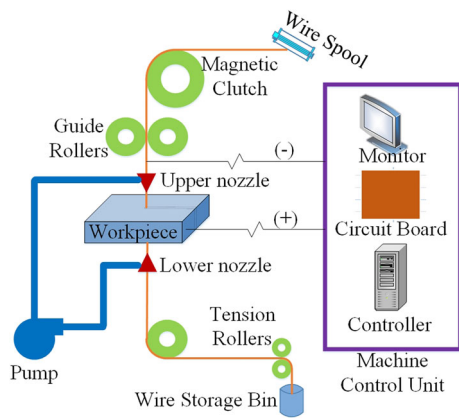 Wire Spool
Magnetic
Clutch
Guide
Rollers
(-)
Monitor
Upper nozzle
Workpiece
(+)
Circuit Board
Lower nozzle
Controller
Tension
Rollers
Pump
Wire Storage Bin
Machine
Control Unit